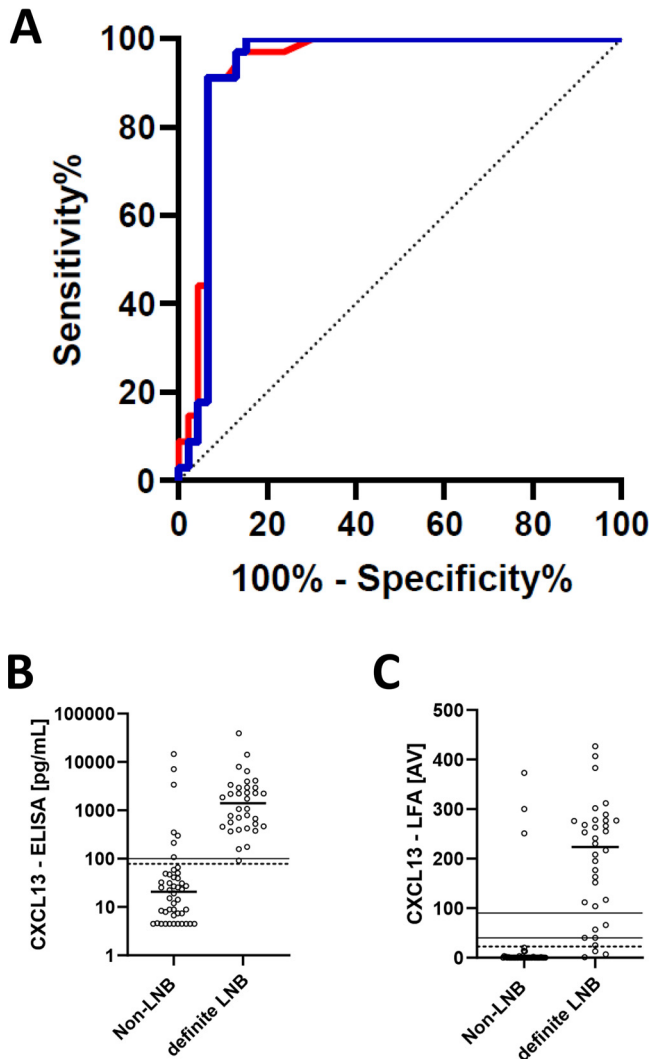 A
Sensitivity%
100
80
60
40
20
0
0 20 40 60 80 100
100% - Specificity%
B
CXCL13 - ELISA [pg/mL]
100000
10000
1000
100
10
1
Non-LNB
definite LNB
C
CXCL13 - LFA [AV]
500
400
300
200
100
0
Non-LNB
definite LNB